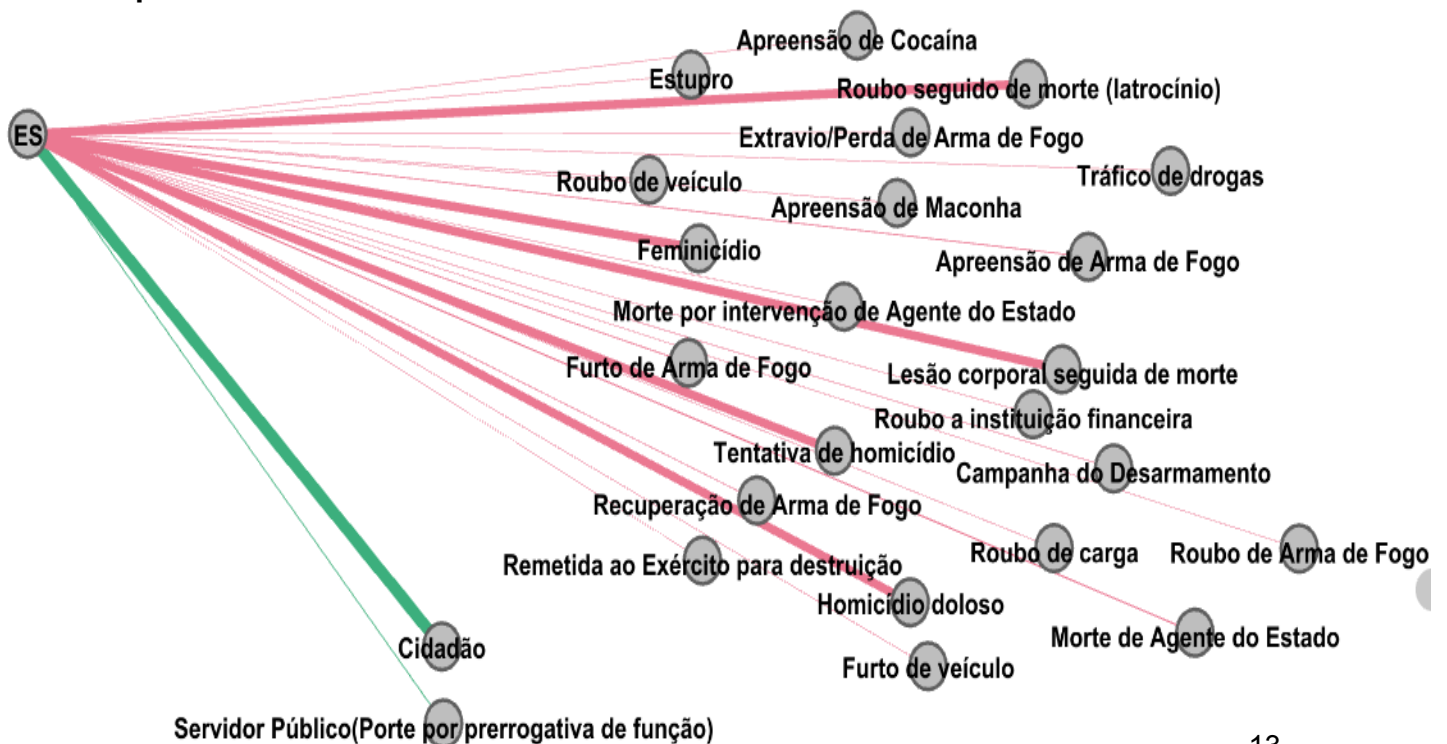 Apreensão de Cocaína
Estupro
Roubo seguido de morte (latrocínio)
ES
Extravio/Perda de Arma de Fogo
Tráfico de drogas
Roubo de veículo
Apreensão de Maconha
Feminicídio
Apreensão de Arma de Fogo
Morte por intervenção de Agente do Estado
Furto de Arma de Fogo
Lesão corporal seguida de morte
Roubo a instituição financeira
Tentativa de homicídio
Campanha do Desarmamento
Recuperação de Arma de Fogo
Roubo de carga
Roubo de Arma de Fogo
Remetida ao Exército para destruição
Homicídio doloso
Morte de Agente do Estado
Cidadão
Furto de veículo
Servidor Público(Porte por prerrogativa de função)